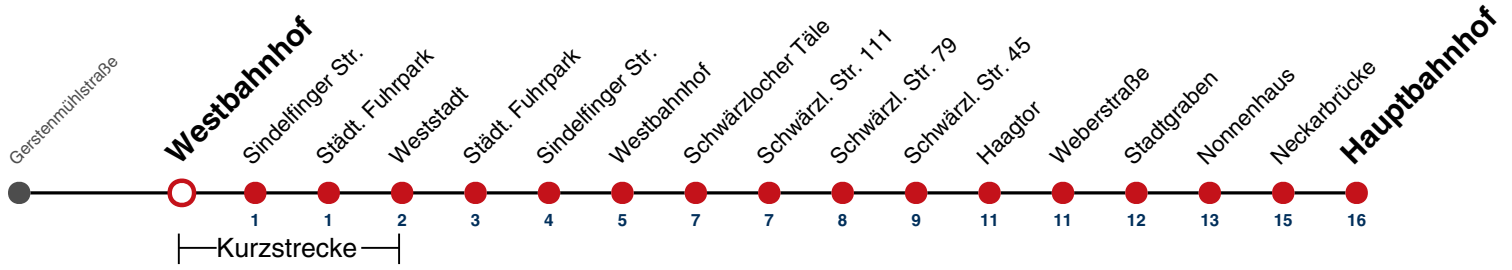 Gerstenmühlstraße
Westbahnhof
Sindelfinger Str.
Städt. Fuhrpark
Weststadt
Städt. Fuhrpark
Sindelfinger Str.
Westbahnhof
Schwärzlocher Täle
Schwärzl. Str. 111
Schwärzl. Str. 79
Schwärzl. Str. 45
Haagtor
Weberstraße
Stadtgraben
Nonnenhaus
Neckarbrücke
Hauptbahnhof
1 1 2 3 4 5 7 7 8 9 11 11 12 13 15 16
Kurzstrecke